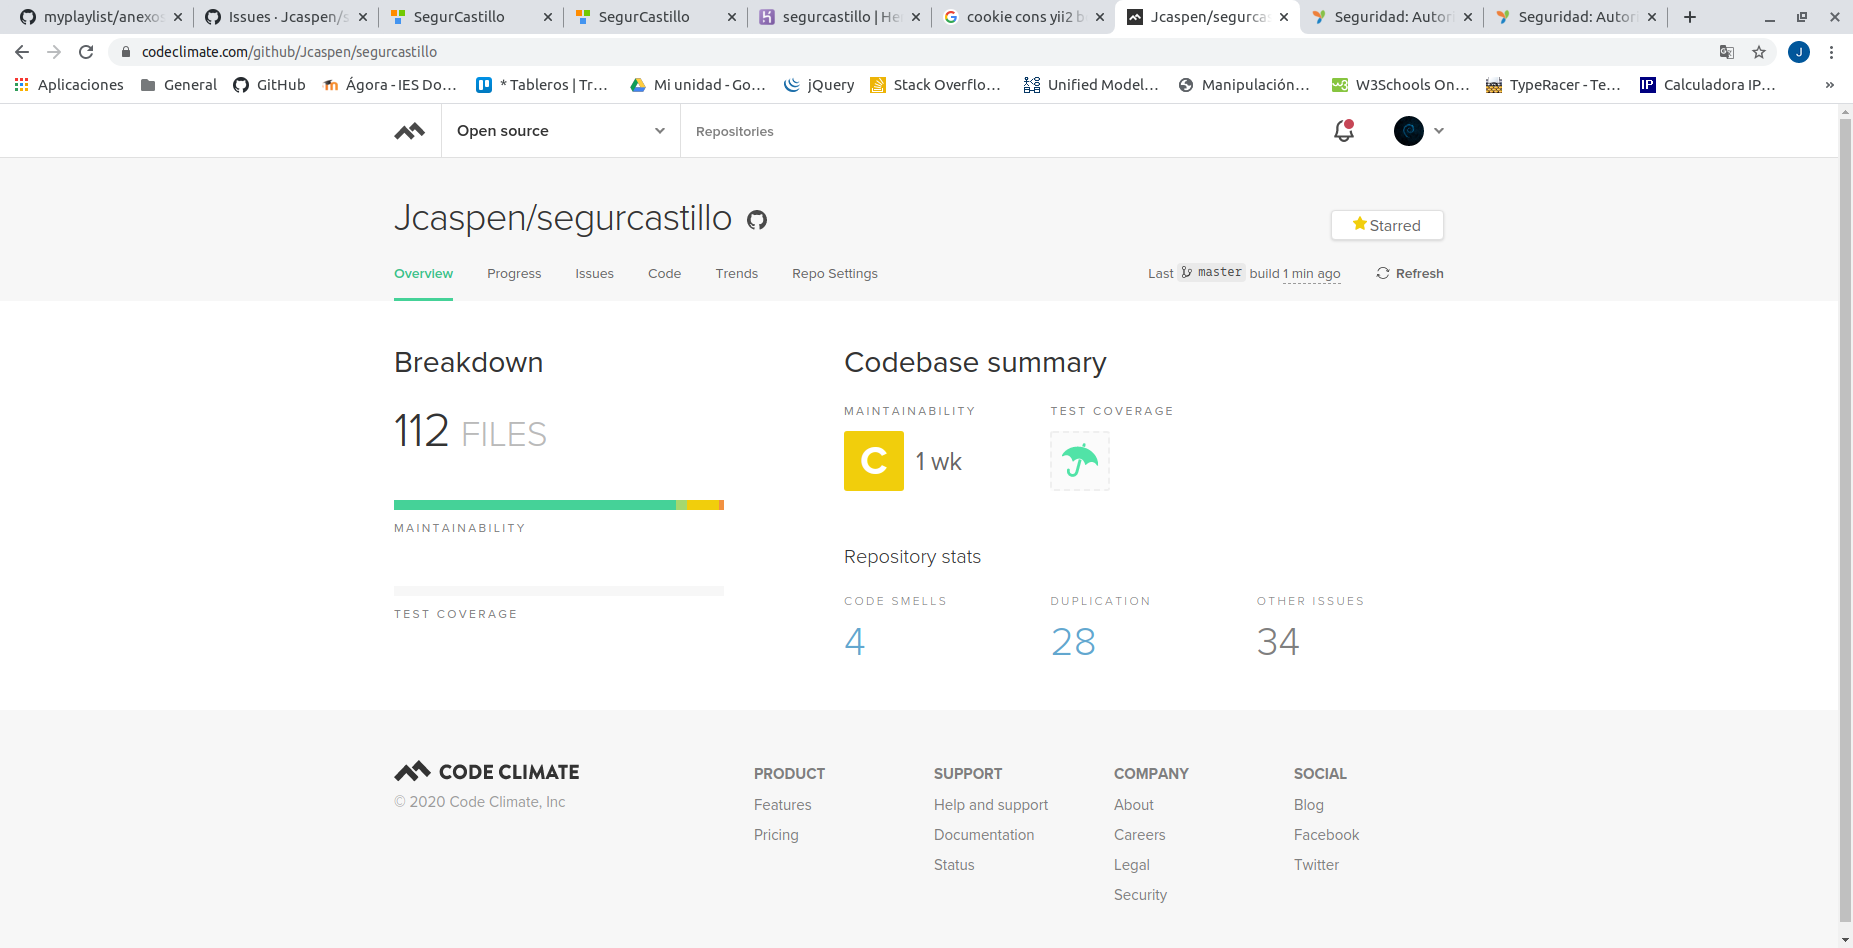 myplaylist/anexos
Issues · Jcaspen/s
SegurCastillo
SegurCastillo
segurcastillo | He
cookie cons yii2 b
Jcaspen/segurcas
Seguridad: Autori
Seguridad: Autori
codeclimate.com/github/Jcaspen/segurcastillo
J
Aplicaciones
General
GitHub
Ágora - IES Do...
* Tableros | Tr...
Mi unidad - Go...
jQuery
Stack Overflo...
Unified Model...
Manipulación...
W3Schools On...
TypeRacer - Te...
IP
Calculadora IP...
»
Open source
Repositories
Jcaspen/segurcastillo
Starred
Overview
Progress
Issues
Code
Trends
Repo Settings
Last master build 1 min ago
Refresh
Breakdown
112 FILES
MAINTAINABILITY
TEST COVERAGE
Codebase summary
MAINTAINABILITY
C 1 wk
TEST COVERAGE
Repository stats
CODE SMELLS
4
DUPLICATION
28
OTHER ISSUES
34
CODE CLIMATE
© 2020 Code Climate, Inc
PRODUCT
Features
Pricing
SUPPORT
Help and support
Documentation
Status
COMPANY
About
Careers
Legal
Security
SOCIAL
Blog
Facebook
Twitter